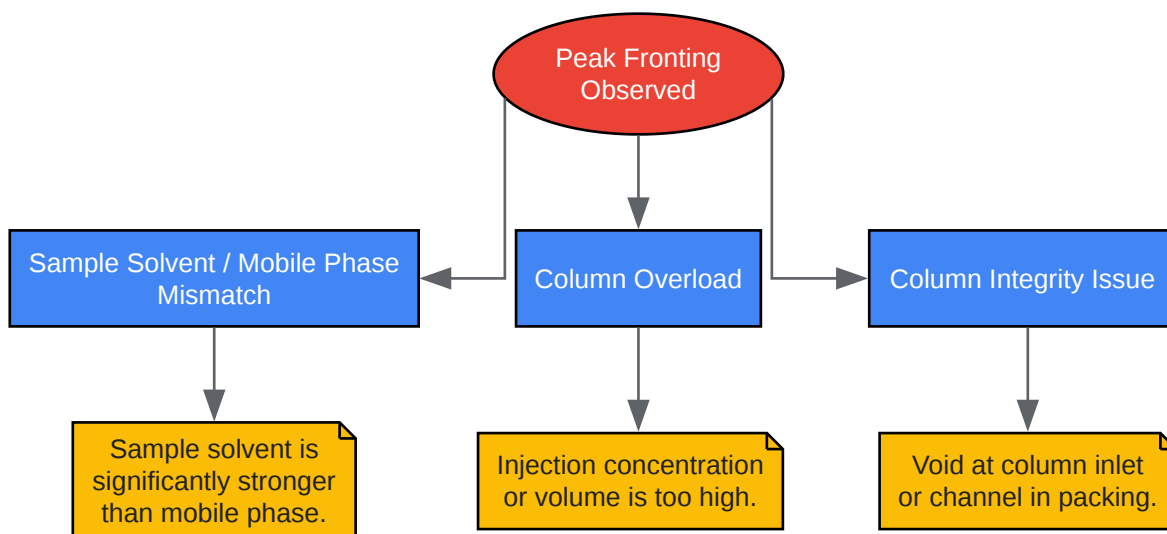 Peak Fronting
Observed
Sample Solvent / Mobile Phase
Mismatch
Column Overload
Column Integrity Issue
Sample solvent is
significantly stronger
than mobile phase.
Injection concentration
or volume is too high.
Void at column inlet
or channel in packing.